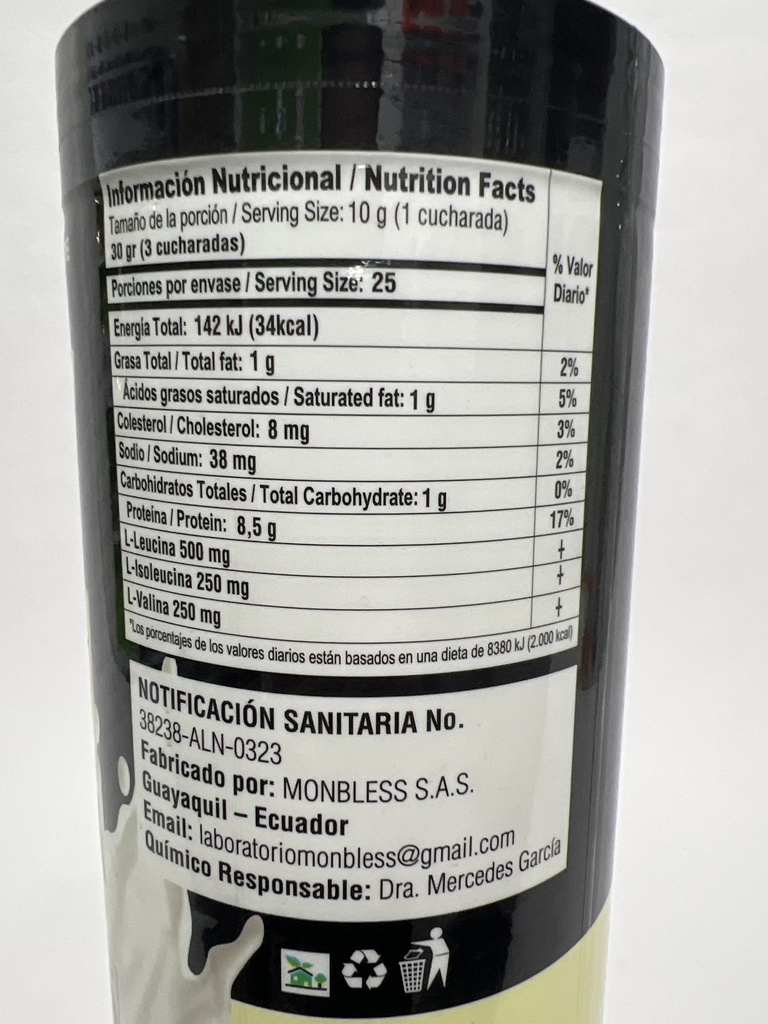 Información Nutricional / Nutrition Facts
Tamaño de la porción / Serving Size: 10 g (1 cucharada)
30 gr (3 cucharadas)
% Valor
Diario*
Porciones por envase / Serving Size: 25
Energía Total: 142 kJ (34kcal)
Grasa Total / Total fat: 1 g 2%
Ácidos grasos saturados / Saturated fat: 1 g 5%
Colesterol / Cholesterol: 8 mg 3%
Sodio / Sodium: 38 mg 2%
Carbohidratos Totales / Total Carbohydrate: 1 g 0%
Proteína / Protein: 8,5 g 17%
L-Leucina 500 mg ƚ
L-Isoleucina 250 mg ƚ
L-Valina 250 mg ƚ
*Los porcentajes de los valores diarios están basados en una dieta de 8380 kJ (2.000 kcal)
NOTIFICACIÓN SANITARIA No.
38238-ALN-0323
Fabricado por: MONBLESS S.A.S.
Guayaquil – Ecuador
Email: laboratoriomonbless@gmail.com
Químico Responsable: Dra. Mercedes García